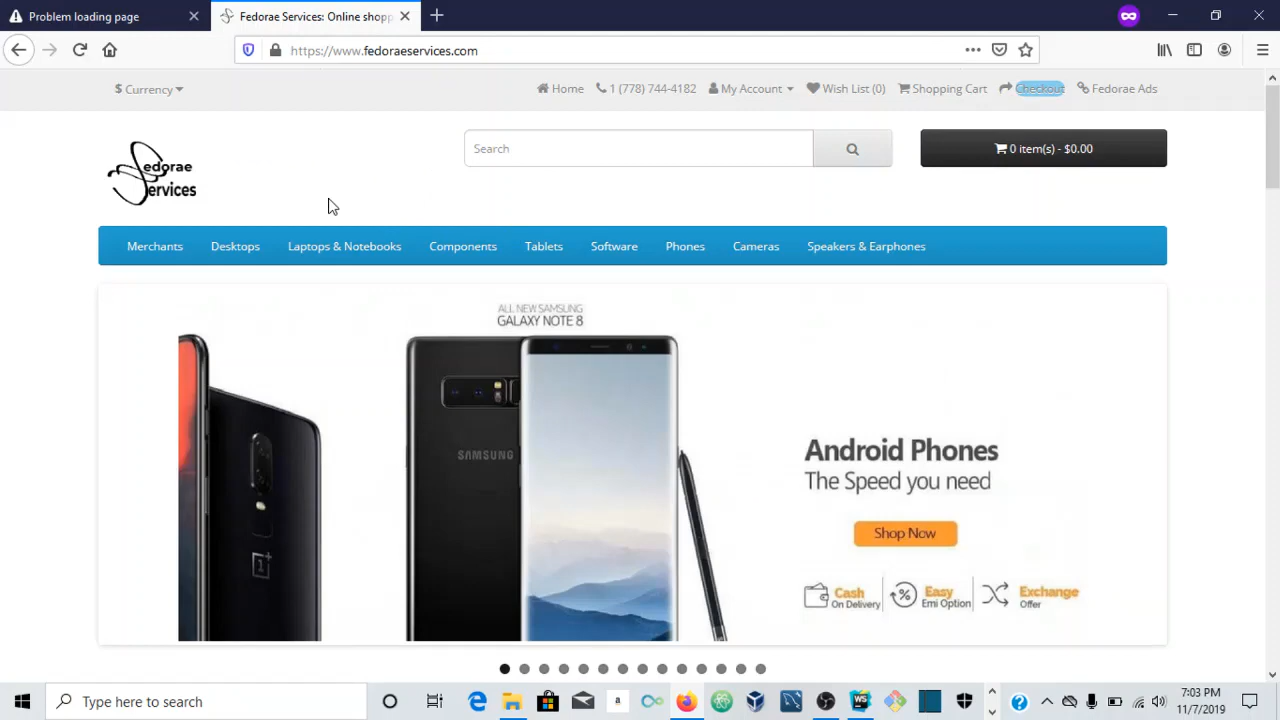 Problem loading page
Fedorae Services: Online shopp
https://www.fedoraeservices.com
$ Currency
Home
1 (778) 744-4182
My Account
Wish List (0)
Shopping Cart
Checkout
Fedorae Ads
Fedorae
Services
Search
0 item(s) - $0.00
Merchants
Desktops
Laptops & Notebooks
Components
Tablets
Software
Phones
Cameras
Speakers & Earphones
ALL NEW SAMSUNG
GALAXY NOTE 8
SAMSUNG
1+
Android Phones
The Speed you need
Shop Now
Cash
On Delivery
Easy
Emi Option
Exchange
Offer
Type here to search
a
WS
7:03 PM
11/7/2019